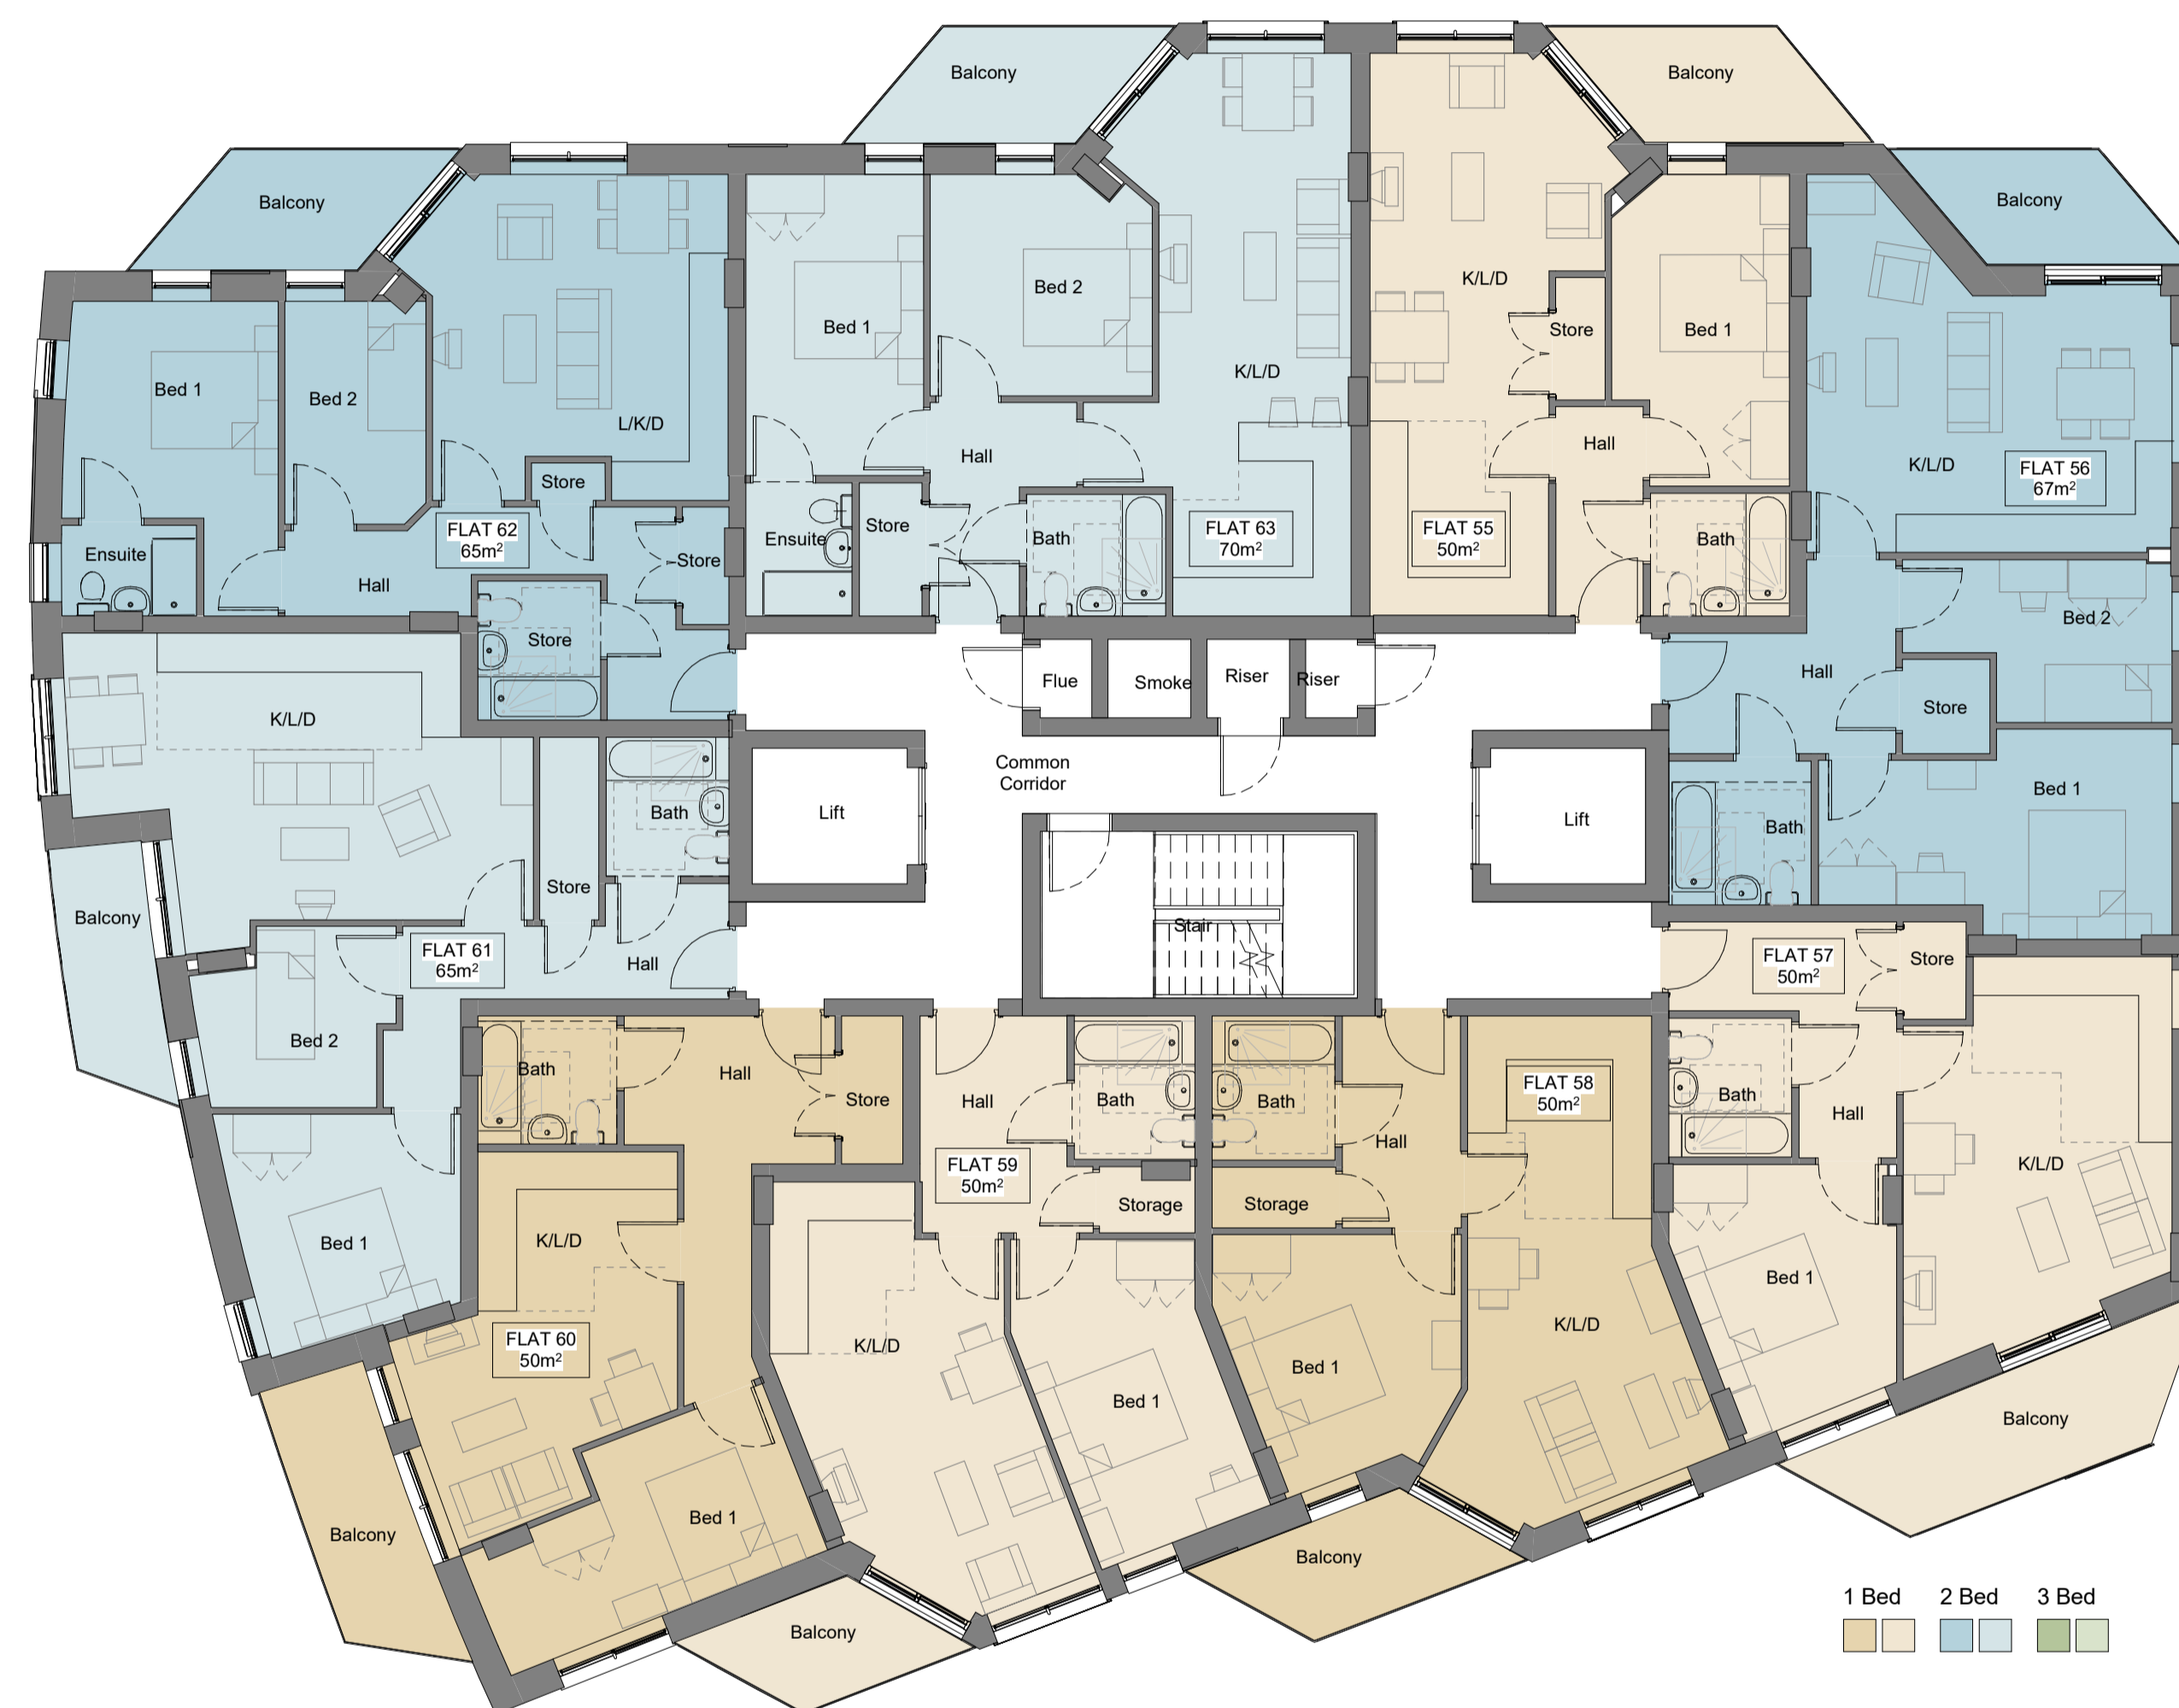 Balcony
Balcony
Balcony
Balcony
Bed 1
Bed 2
L/K/D
Store
FLAT 62
65m²
Ensuite
Hall
Store
Store
Bed 1
Bed 2
K/L/D
Hall
Ensuite
Store
Bath
FLAT 63
70m²
K/L/D
Store
Bed 1
Hall
FLAT 55
50m²
Bath
K/L/D
FLAT 56
67m²
Bed 2
Hall
Store
Bed 1
Bath
Flue
Smoke
Riser
Riser
Common
Corridor
Lift
Lift
Stair
K/L/D
Bath
Store
Balcony
FLAT 61
65m²
Hall
Bed 2
Bed 1
FLAT 57
50m²
Store
Bath
Hall
K/L/D
Bed 1
Balcony
Bath
Hall
Store
K/L/D
FLAT 60
50m²
Bed 1
Balcony
Hall
Bath
FLAT 59
50m²
Storage
K/L/D
Bed 1
Balcony
Bath
Hall
FLAT 58
50m²
Storage
Bed 1
K/L/D
Balcony
1 Bed
2 Bed
3 Bed